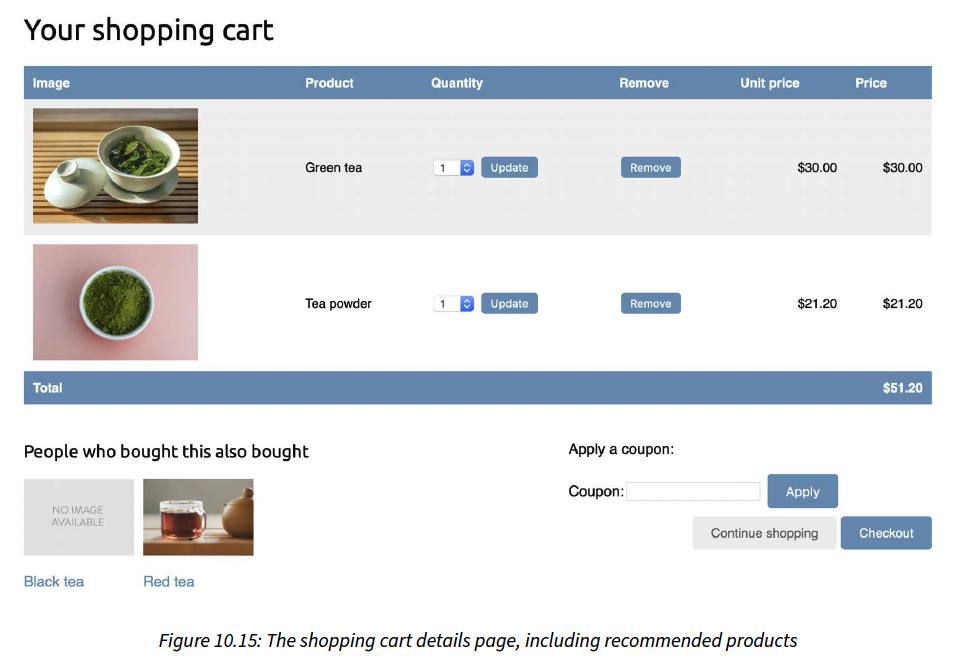 Your shopping cart
Image Product Quantity Remove Unit price Price
Green tea 1 Update Remove $30.00 $30.00
Tea powder 1 Update Remove $21.20 $21.20
Total $51.20
People who bought this also bought
NO IMAGE
AVAILABLE
Black tea Red tea
Apply a coupon:
Coupon: Apply
Continue shopping Checkout
Figure 10.15: The shopping cart details page, including recommended products